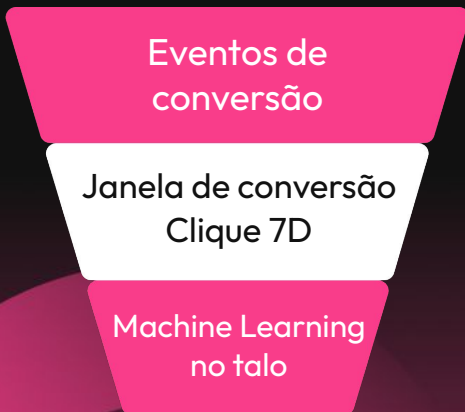 Eventos de
conversão
Janela de conversão
Clique 7D
Machine Learning
no talo